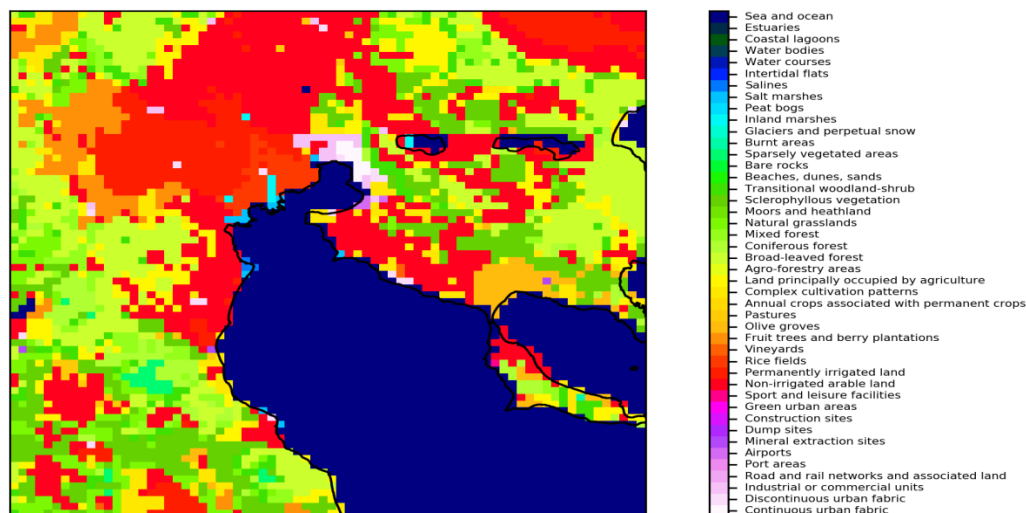 Sea and ocean
Estuaries
Coastal lagoons
Water bodies
Water courses
Intertidal flats
Salines
Salt marshes
Peat bogs
Inland marshes
Glaciers and perpetual snow
Burnt areas
Sparsely vegetated areas
Bare rocks
Beaches, dunes, sands
Transitional woodland-shrub
Sclerophyllous vegetation
Moors and heathland
Natural grasslands
Mixed forest
Coniferous forest
Broad-leaved forest
Agro-forestry areas
Land principally occupied by agriculture
Complex cultivation patterns
Annual crops associated with permanent crops
Pastures
Olive groves
Fruit trees and berry plantations
Vineyards
Rice fields
Permanently irrigated land
Non-irrigated arable land
Sport and leisure facilities
Green urban areas
Construction sites
Dump sites
Mineral extraction sites
Airports
Port areas
Road and rail networks and associated land
Industrial or commercial units
Discontinuous urban fabric
Continuous urban fabric